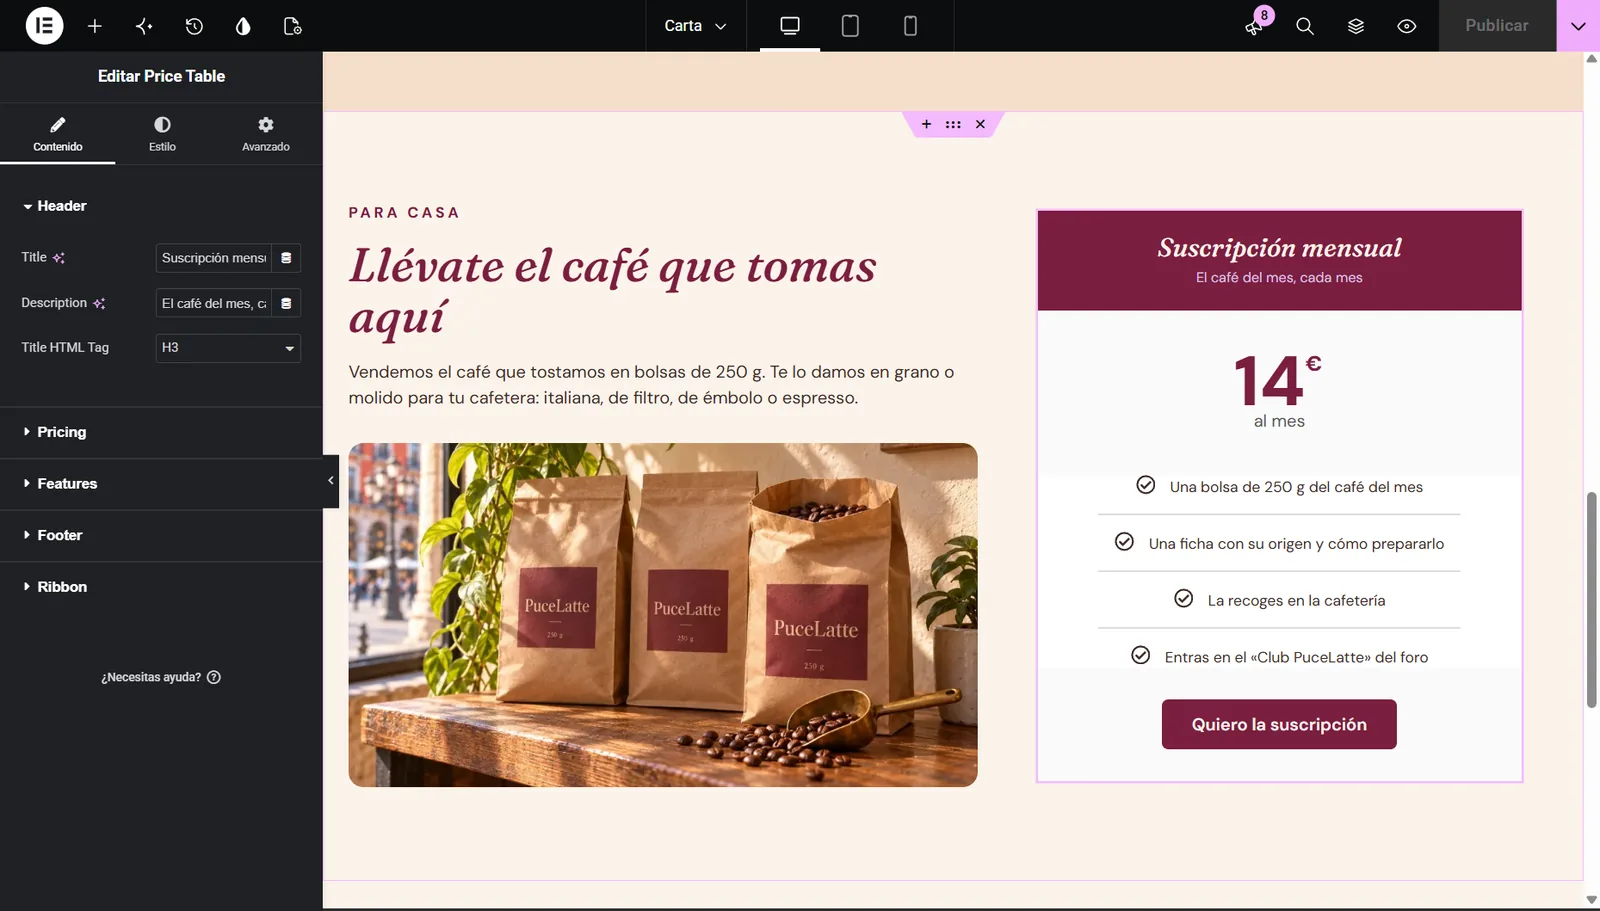 Carta
8
Publicar
Editar Price Table
Contenido
Estilo
Avanzado
Header
Title
Suscripción mensu
Description
El café del mes, ca
Title HTML Tag
H3
Pricing
Features
Footer
Ribbon
¿Necesitas ayuda?
PARA CASA
Llévate el café que tomas
aquí
Vendemos el café que tostamos en bolsas de 250 g. Te lo damos en grano o
molido para tu cafetera: italiana, de filtro, de émbolo o espresso.
PuceLatte
250 g
PuceLatte
250 g
PuceLatte
250 g
Suscripción mensual
El café del mes, cada mes
14€
al mes
Una bolsa de 250 g del café del mes
Una ficha con su origen y cómo prepararlo
La recoges en la cafetería
Entras en el «Club PuceLatte» del foro
Quiero la suscripción